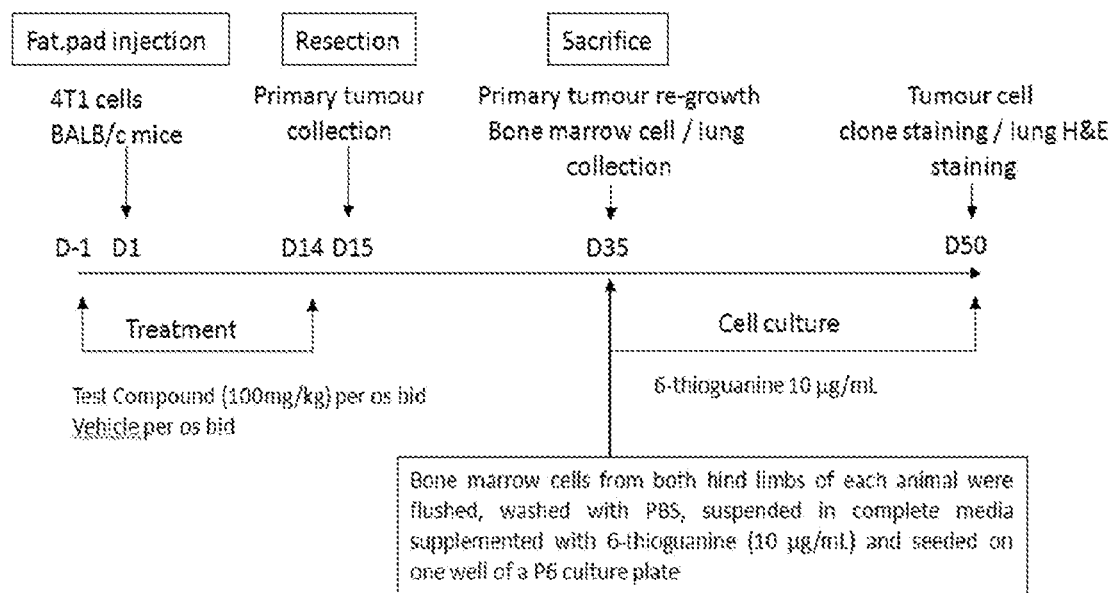 Fat.pad injection
Resection
Sacrifice
4T1 cells
BALB/c mice
Primary tumour
collection
Primary tumour re-growth
Bone marrow cell / lung
collection
Tumour cell
clone staining / lung H&E
staining
D-1 D1 D14 D15 D35 D50
Treatment
Cell culture
Test Compound (100mg/kg) per os bid
Vehicle per os bid
6-thioguanine 10 µg/mL
Bone marrow cells from both hind limbs of each animal were
flushed, washed with PBS, suspended in complete media
supplemented with 6-thioguanine (10 µg/mL) and seeded on
one well of a P6 culture plate